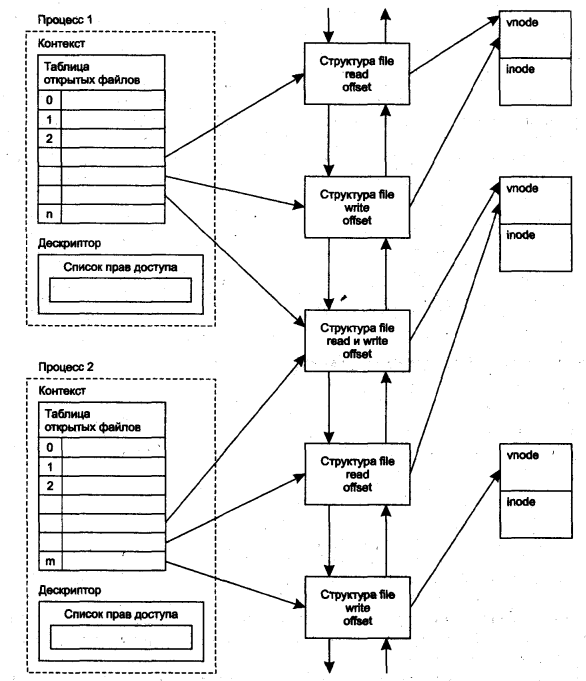 Процесс 1
Контекст
Таблица
открытых файлов
0
1
2
n
Дескриптор
Список прав доступа
Процесс 2
Контекст
Таблица
открытых файлов
0
1
2
m
Дескриптор
Список прав доступа
Структура file
read
offset
Структура file
write
offset
Структура file
read и write
offset
Структура file
read
offset
Структура file
write
offset
vnode
inode
vnode
inode
vnode
inode